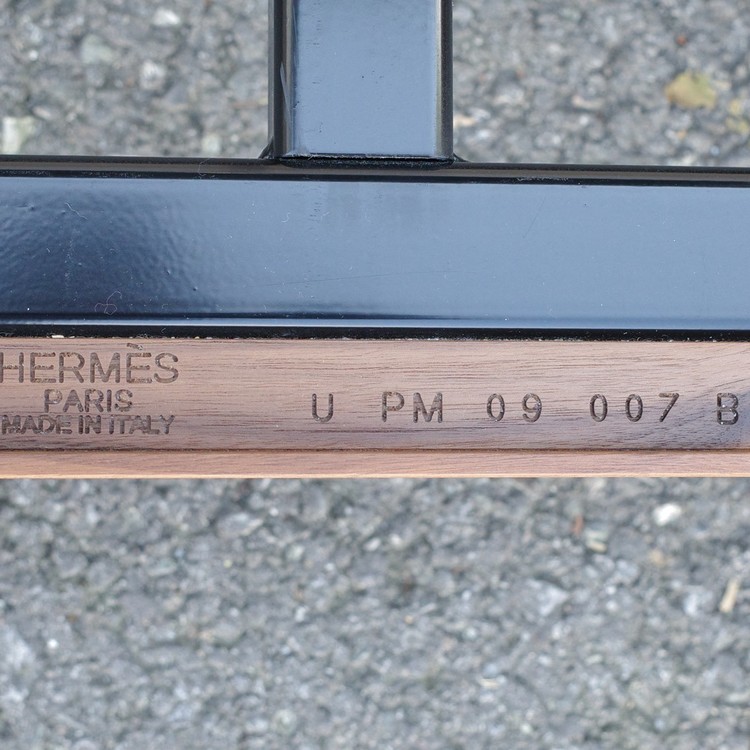 HERMÈS
PARIS
MADE IN ITALY
U PM 09 007 B